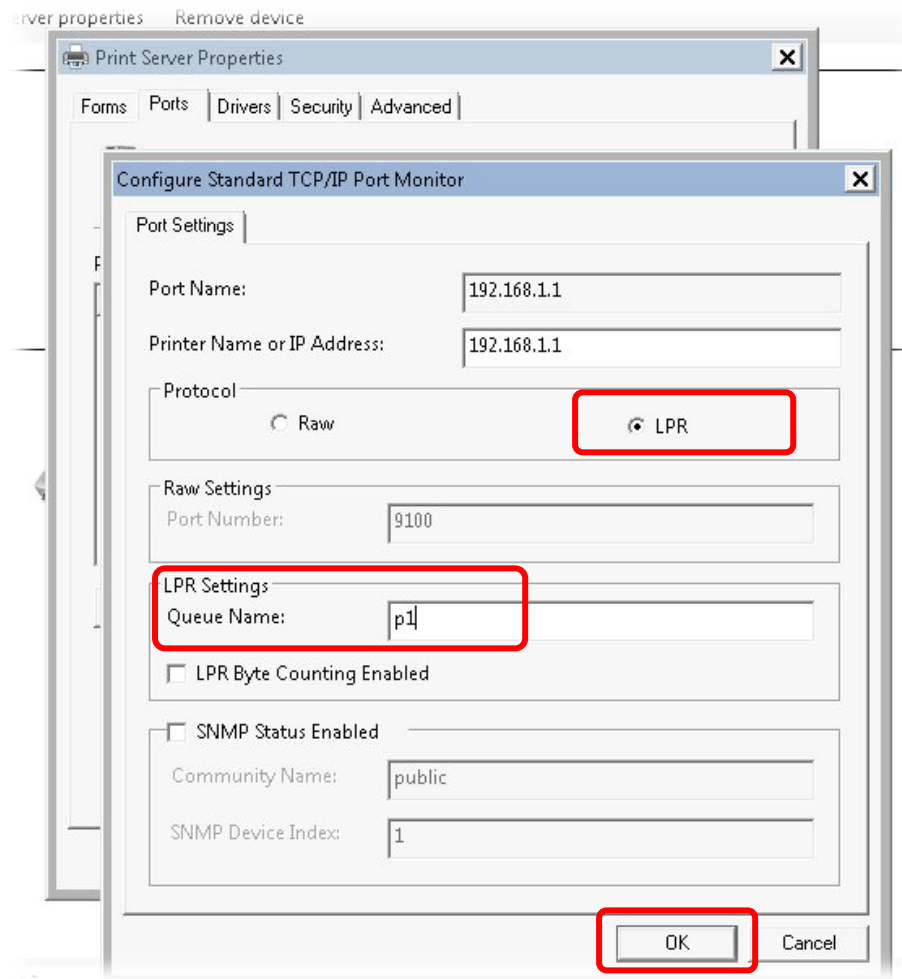 erver properties Remove device
Print Server Properties
Forms Ports Drivers Security Advanced
Configure Standard TCP/IP Port Monitor
Port Settings
Port Name: 192.168.1.1
Printer Name or IP Address: 192.168.1.1
Protocol
Raw LPR
Raw Settings
Port Number: 9100
LPR Settings
Queue Name: p1
LPR Byte Counting Enabled
SNMP Status Enabled
Community Name: public
SNMP Device Index: 1
OK Cancel